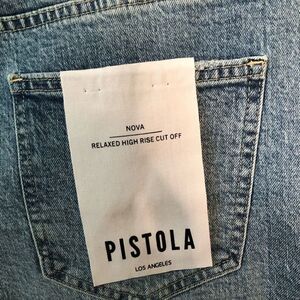 NOVA
RELAXED HIGH RISE CUT OFF
PISTOLA
LOS ANGELES